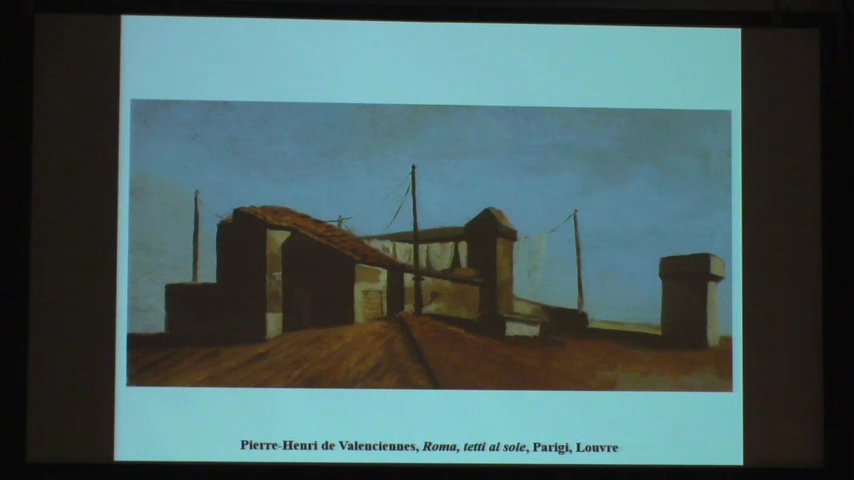 Pierre-Henri de Valenciennes, Roma, tetti al sole, Parigi, Louvre